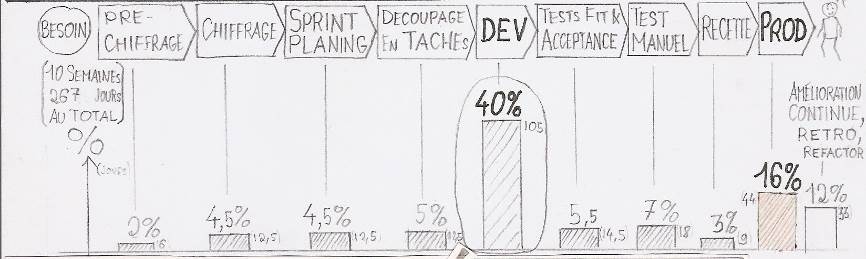 BESOIN
PRE-
CHIFFRAGE
CHIFFRAGE
SPRINT
PLANING
DECOUPAGE
EN TACHES
DEV
TESTS FIT &
ACCEPTANCE
TEST
MANUEL
RECETTE
PROD
(10 SEMAINES
267 JOURS
AU TOTAL)
%
(JOURS)
2%
6
4,5%
12,5
4,5%
12,5
5%
40%
105
5,5
14,5
7%
18
3%
9
16%
44
AMÉLIORATION
CONTINUE,
RETRO,
REFACTOR
12%
33